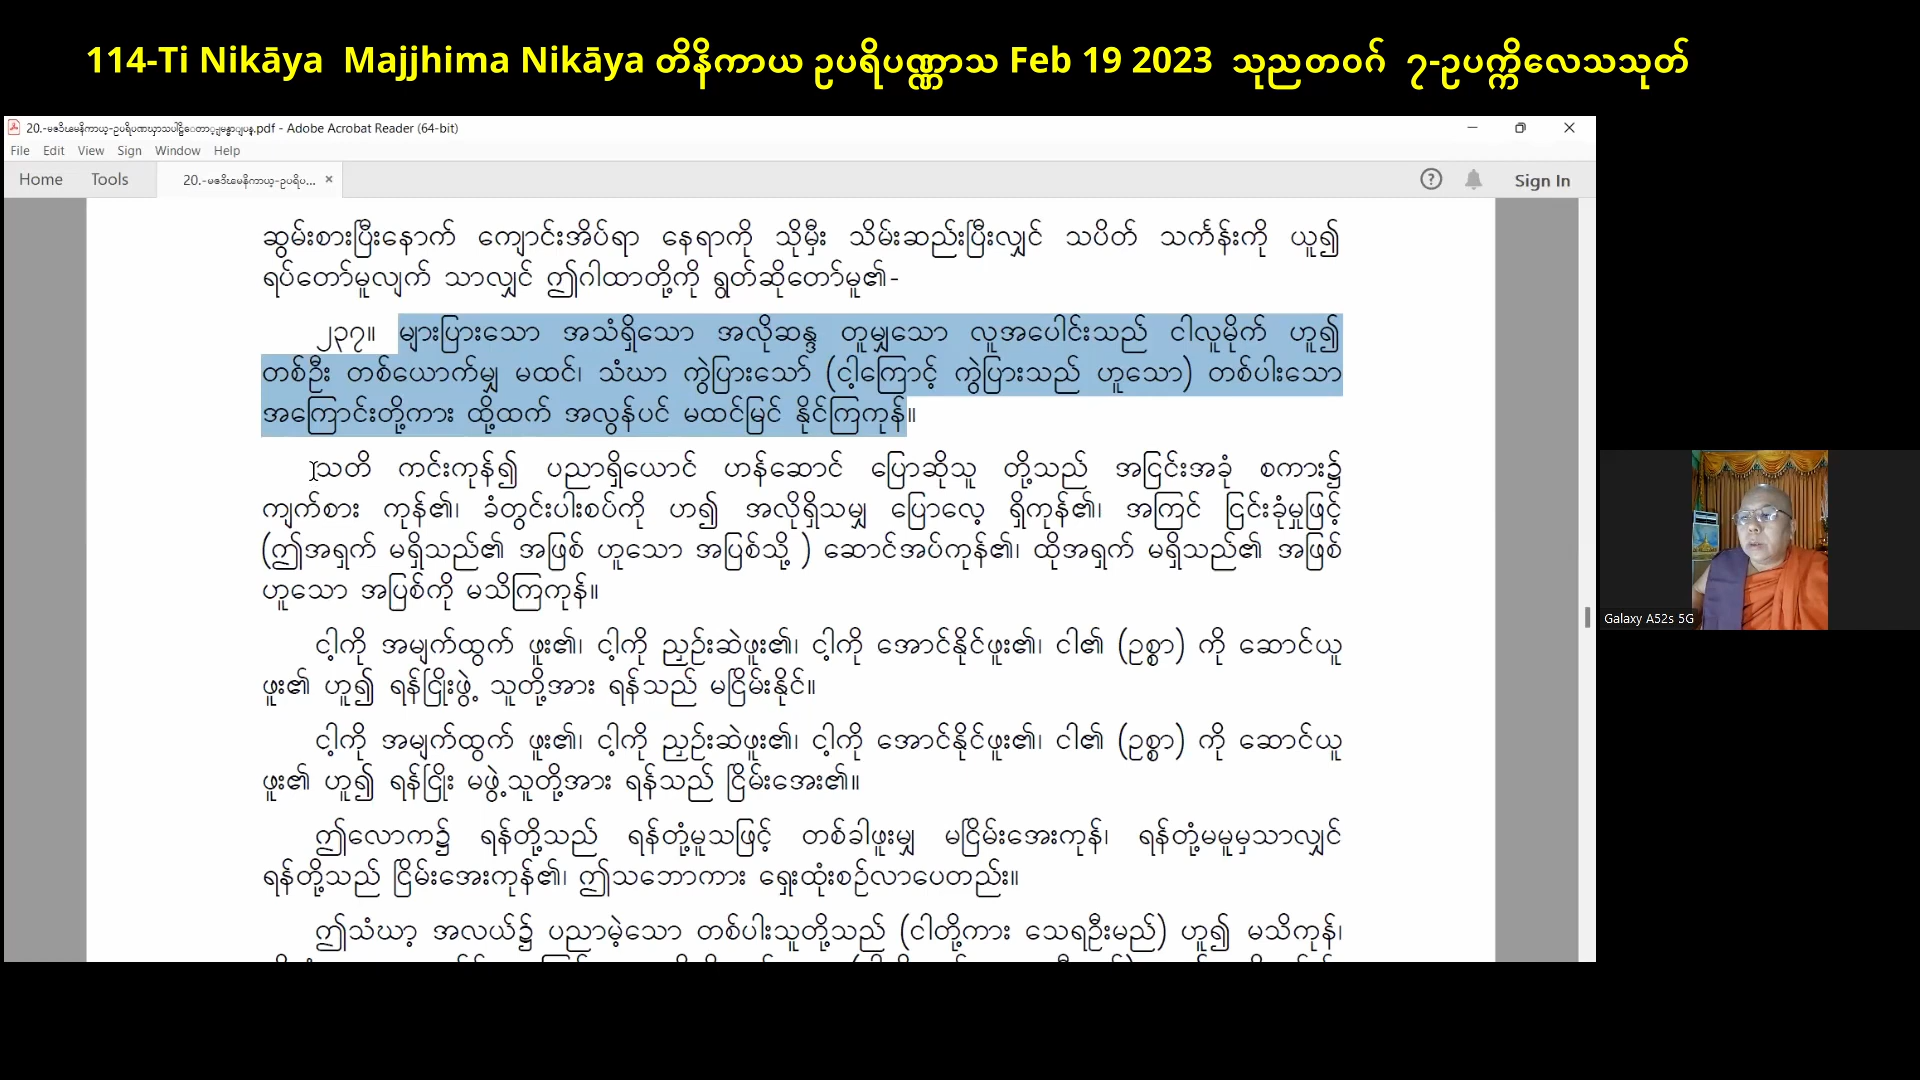 114-Ti Nikāya  Majjhima Nikāya တိနိကာယ ဥပရိပဏ္ဏာသ Feb 19 2023  သုညတဝဂ်  ၇-ဥပက္ကိလေသသုတ်
.pdf - Adobe Acrobat Reader (64-bit)
File Edit View Sign Window Help
Home Tools Sign In
ဆွမ်းစားပြီးနောက် ကျောင်းအိပ်ရာ နေရာကို သိုမှီး သိမ်းဆည်းပြီးလျှင် သပိတ် သင်္ကန်းကို ယူ၍
ရပ်တော်မူလျက် သာလျှင် ဤဂါထာတို့ကို ရွတ်ဆိုတော်မူ၏-
၂၃၇။ များပြားသော အသံရှိသော အလိုဆန္ဒ တူမျှသော လူအပေါင်းသည် ငါလူမိုက် ဟူ၍
တစ်ဦး တစ်ယောက်မျှ မထင်၊ သံဃာ ကွဲပြားသော် (ငါ့ကြောင့် ကွဲပြားသည် ဟူသော) တစ်ပါးသော
အကြောင်းတို့ကား ထို့ထက် အလွန်ပင် မထင်မြင် နိုင်ကြကုန်။
သတိ ကင်းကုန်၍ ပညာရှိယောင် ဟန်ဆောင် ပြောဆိုသူ တို့သည် အငြင်းအခုံ စကား၌
ကျက်စား ကုန်၏၊ ခံတွင်းပါးစပ်ကို ဟ၍ အလိုရှိသမျှ ပြောလေ့ ရှိကုန်၏၊ အကြင် ငြင်းခုံမှုဖြင့်
(ဤအရှက် မရှိသည်၏ အဖြစ် ဟူသော အပြစ်သို့ ) ဆောင်အပ်ကုန်၏၊ ထိုအရှက် မရှိသည်၏ အဖြစ်
ဟူသော အပြစ်ကို မသိကြကုန်။
ငါ့ကို အမျက်ထွက် ဖူး၏၊ ငါ့ကို ညှဉ်းဆဲဖူး၏၊ ငါ့ကို အောင်နိုင်ဖူး၏၊ ငါ၏ (ဥစ္စာ) ကို ဆောင်ယူ
ဖူး၏ ဟူ၍ ရန်ငြိုးဖွဲ့ သူတို့အား ရန်သည် မငြိမ်းနိုင်။
ငါ့ကို အမျက်ထွက် ဖူး၏၊ ငါ့ကို ညှဉ်းဆဲဖူး၏၊ ငါ့ကို အောင်နိုင်ဖူး၏၊ ငါ၏ (ဥစ္စာ) ကို ဆောင်ယူ
ဖူး၏ ဟူ၍ ရန်ငြိုး မဖွဲ့သူတို့အား ရန်သည် ငြိမ်းအေး၏။
ဤလောက၌ ရန်တို့သည် ရန်တုံ့မူသဖြင့် တစ်ခါဖူးမျှ မငြိမ်းအေးကုန်၊ ရန်တုံ့မမူမှသာလျှင်
ရန်တို့သည် ငြိမ်းအေးကုန်၏၊ ဤသဘောကား ရှေးထုံးစဉ်လာပေတည်း။
ဤသံဃာ့ အလယ်၌ ပညာမဲ့သော တစ်ပါးသူတို့သည် (ငါတို့ကား သေရဦးမည်) ဟူ၍ မသိကုန်၊
Galaxy A52s 5G